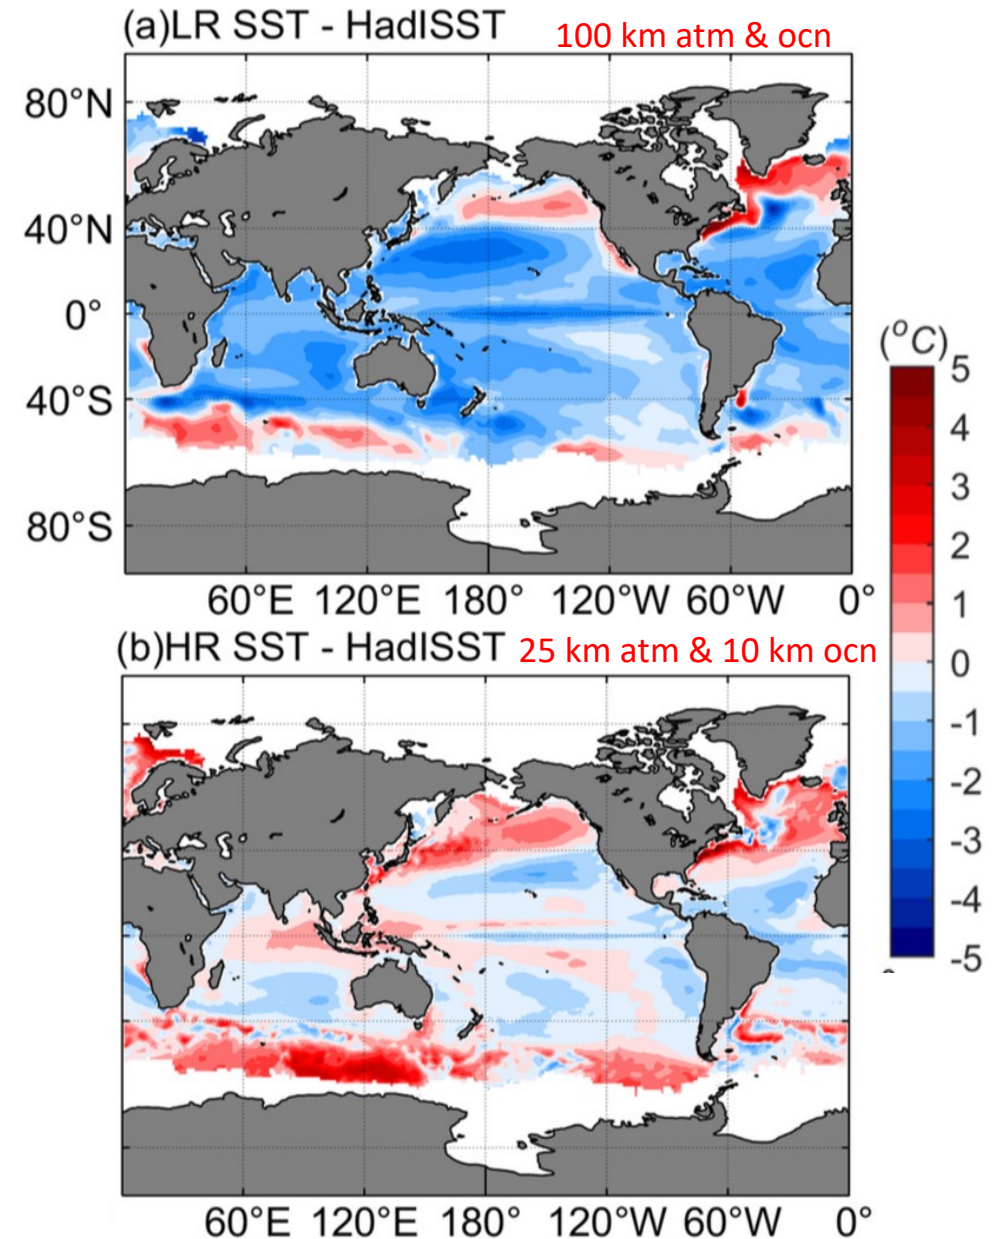 (a)LR SST - HadISST
100 km atm & ocn
80°N
40°N
0°
40°S
80°S
60°E 120°E 180° 120°W 60°W 0°
(°C)
5
4
3
2
1
0
-1
-2
-3
-4
-5
(b)HR SST - HadISST
25 km atm & 10 km ocn
60°E 120°E 180° 120°W 60°W 0°